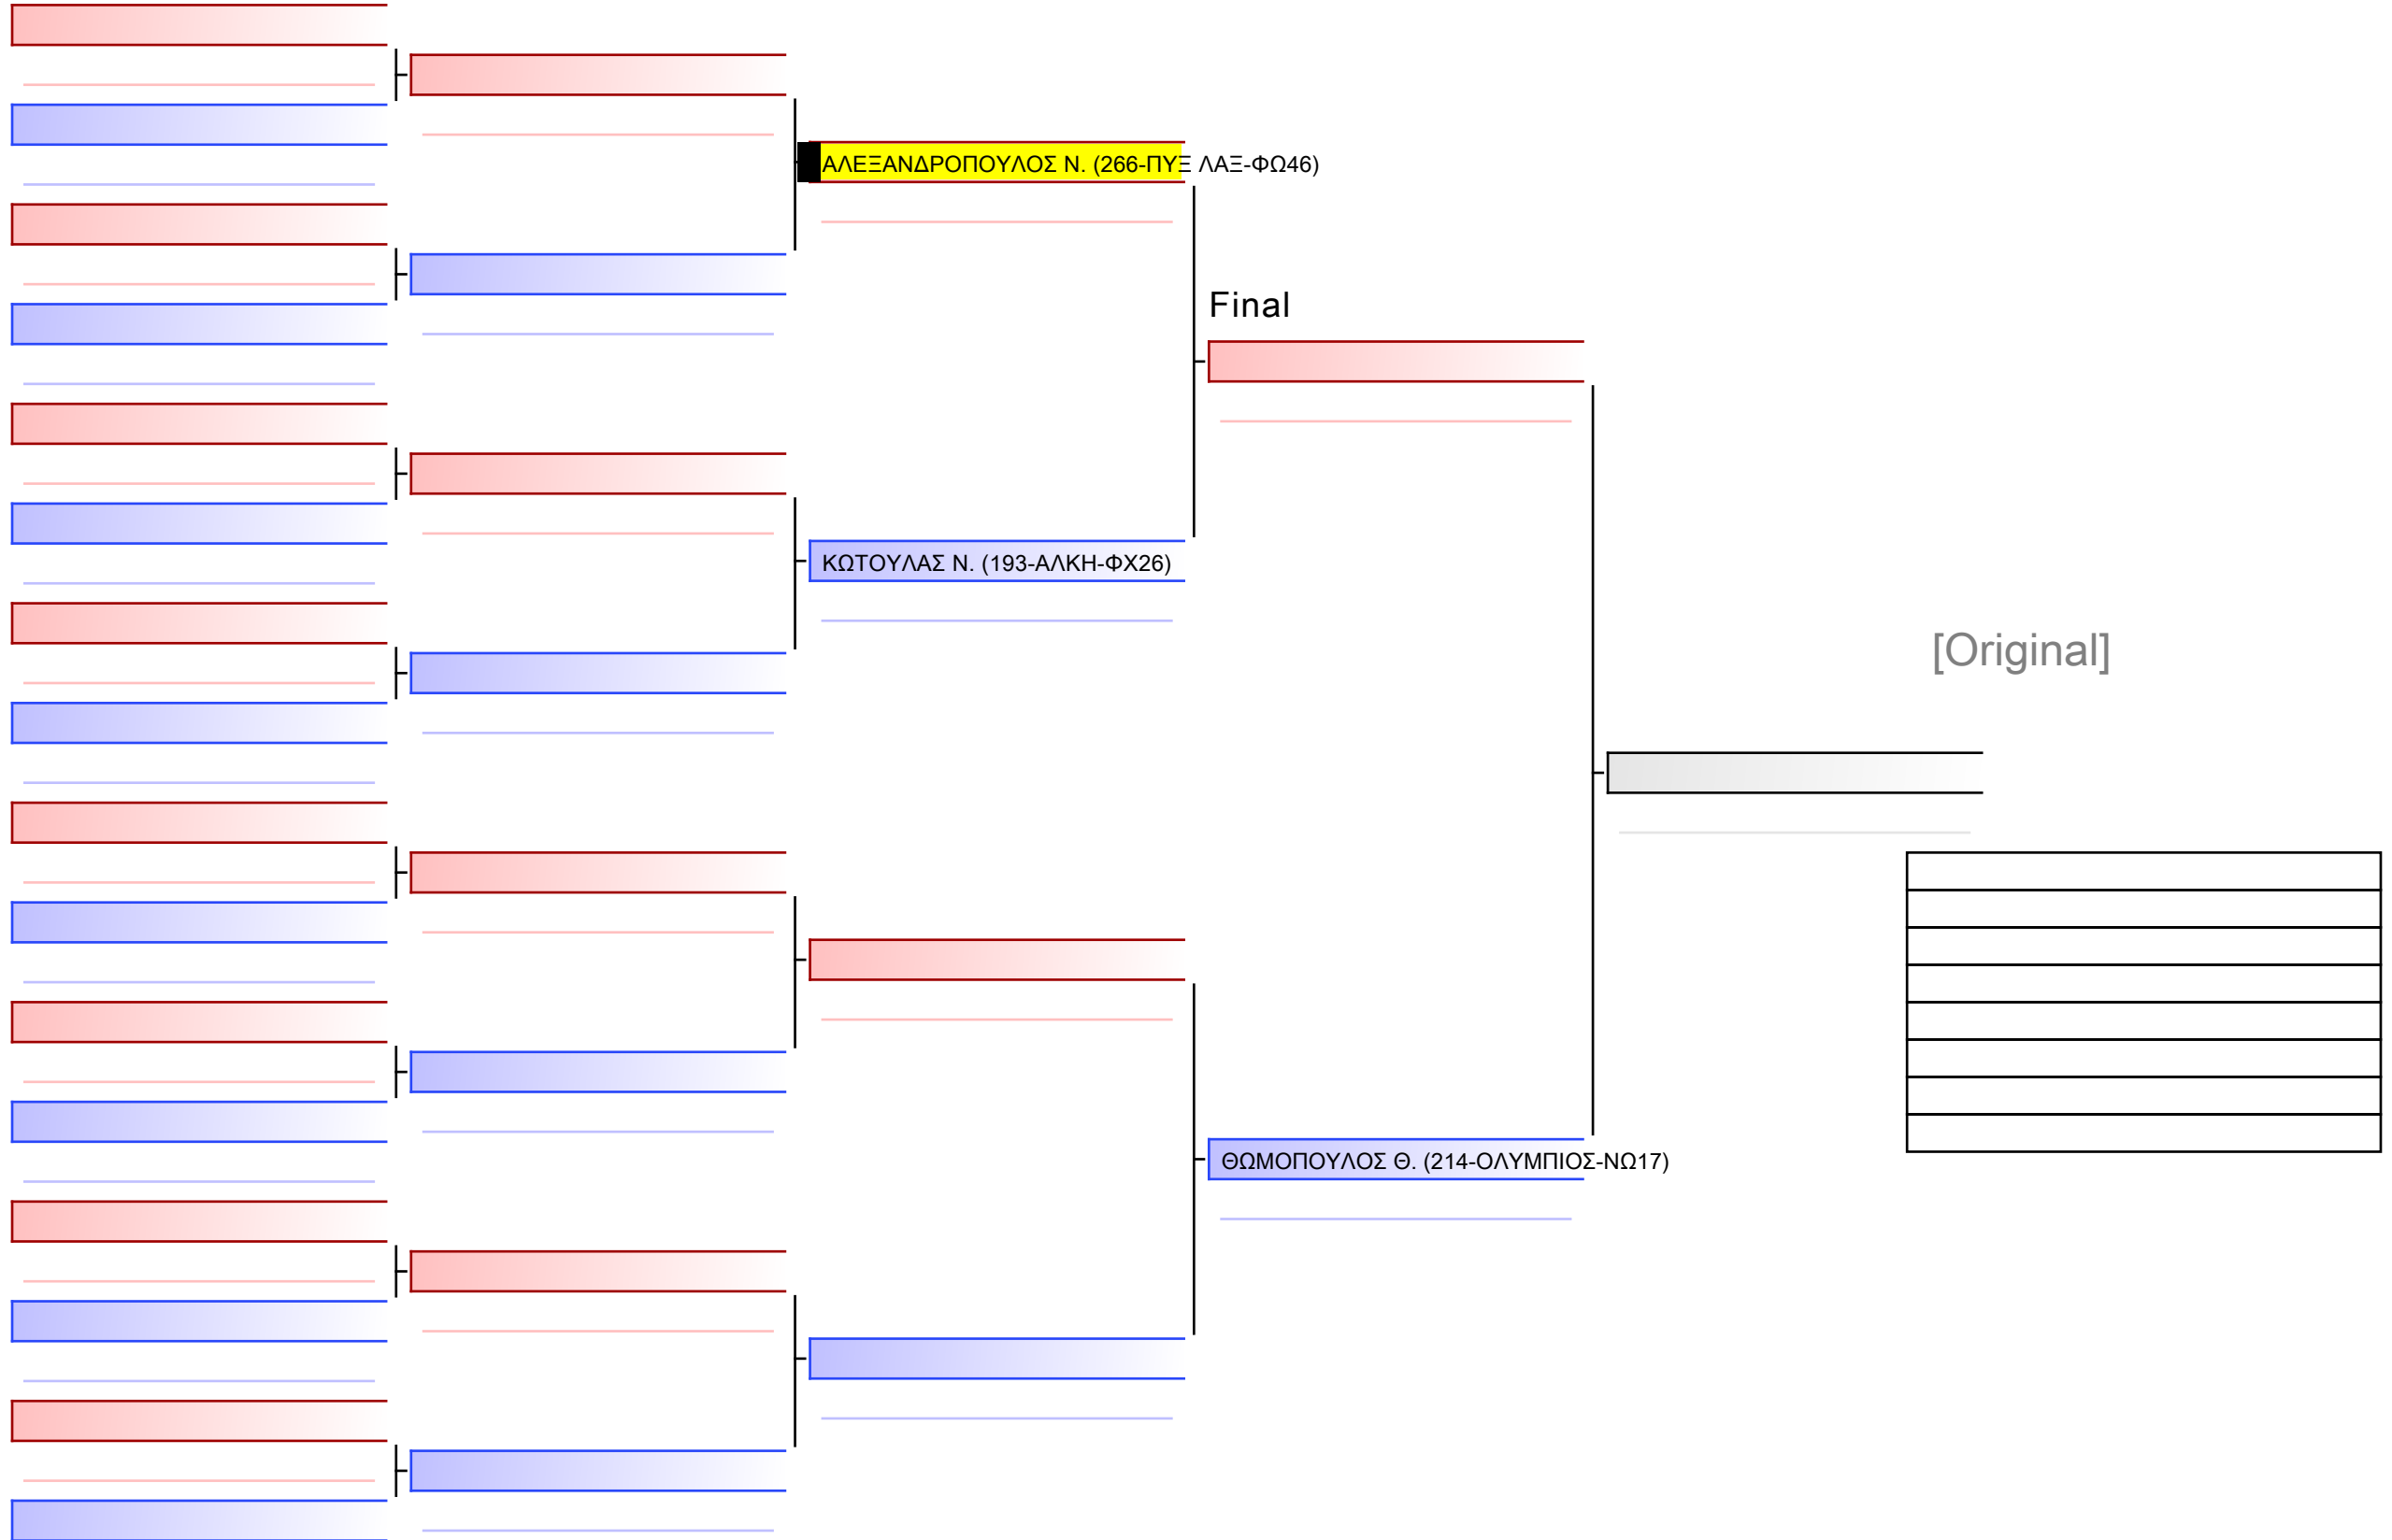 ΑΛΕΞΑΝΔΡΟΠΟΥΛΟΣ Ν. (266-ΠΥΞ ΛΑΞ-ΦΩ46)
Final
ΚΩΤΟΥΛΑΣ Ν. (193-ΑΛΚΗ-ΦΧ26)
[Original]
ΘΩΜΟΠΟΥΛΟΣ Θ. (214-ΟΛΥΜΠΙΟΣ-ΝΩ17)